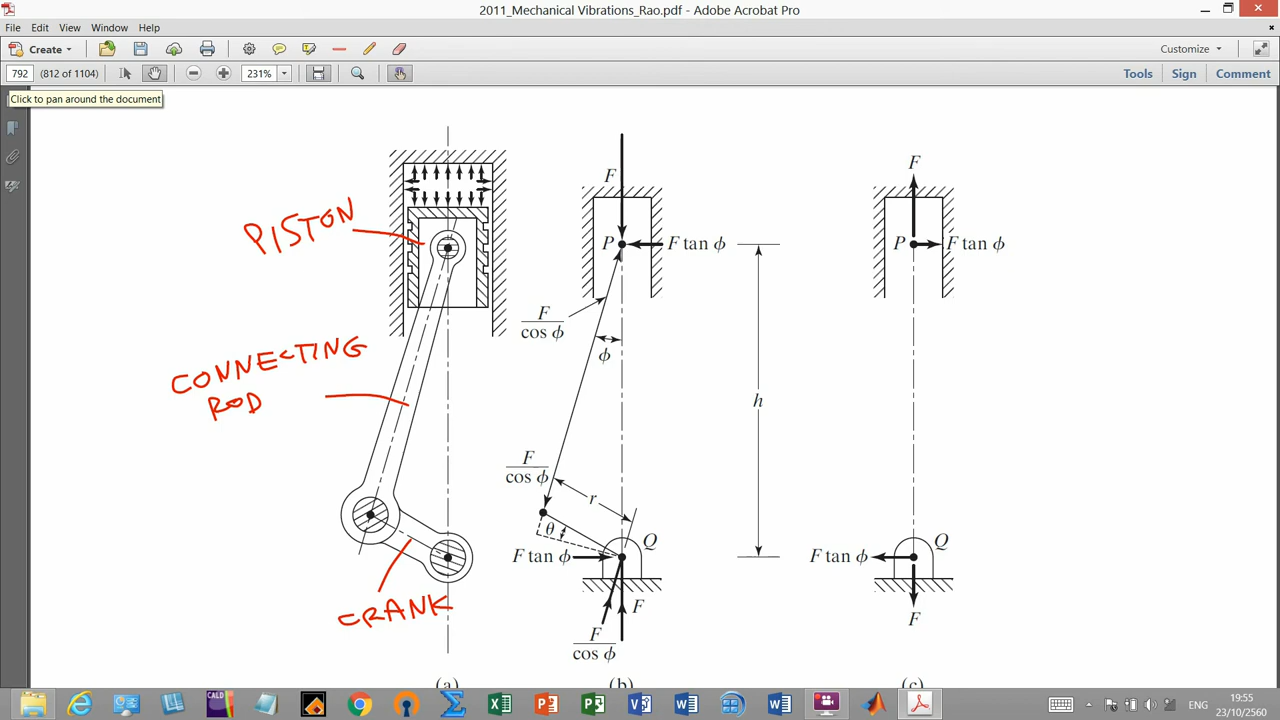 2011_Mechanical Vibrations_Rao.pdf - Adobe Acrobat Pro
File Edit View Window Help
Create
Customize
792 (812 of 1104)
231%
Tools Sign Comment
Click to pan around the document
PISTON
CONNECTING
ROD
CRANK
F
P
F tan ϕ
F
cos ϕ
ϕ
h
F
cos ϕ
r
θ
Q
F tan ϕ
F
F
cos ϕ
F
P
F tan ϕ
F tan ϕ
Q
F
(a) (b) (c)
CALD
ENG
19:55
23/10/2560